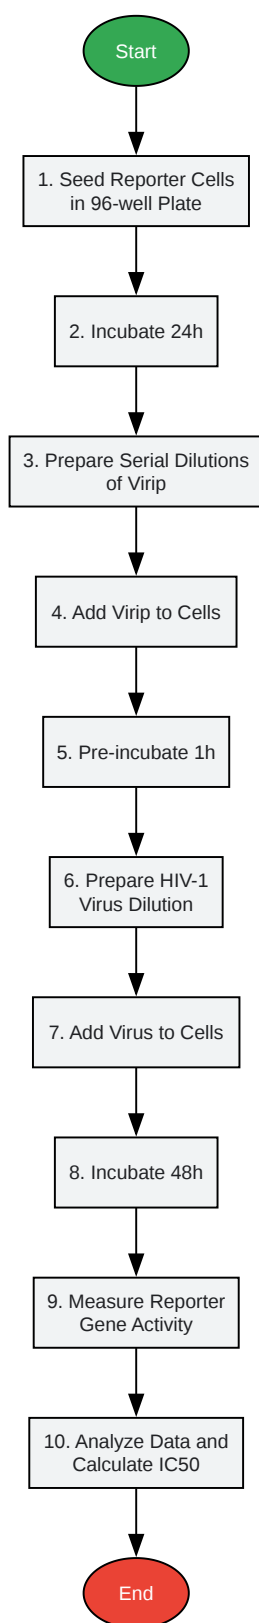 Start
1. Seed Reporter Cells
in 96-well Plate
2. Incubate 24h
3. Prepare Serial Dilutions
of Virip
4. Add Virip to Cells
5. Pre-incubate 1h
6. Prepare HIV-1
Virus Dilution
7. Add Virus to Cells
8. Incubate 48h
9. Measure Reporter
Gene Activity
10. Analyze Data and
Calculate IC50
End